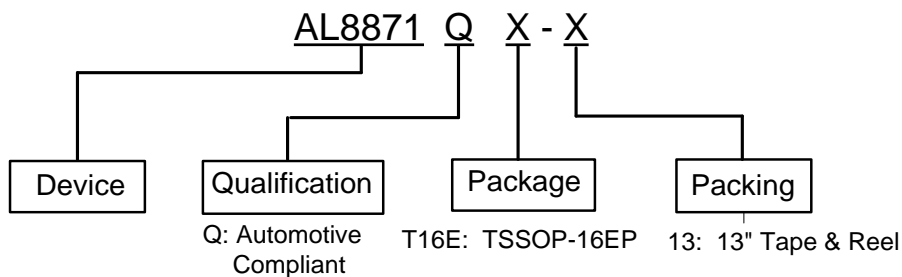 AL8871 Q X - X
Device
Qualification
Package
Packing
Q: Automotive
Compliant
T16E: TSSOP-16EP
13: 13" Tape & Reel